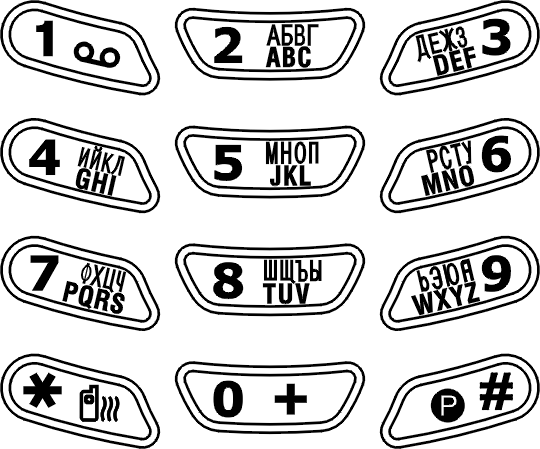 1
2 АБВГ
ABC
ДЕЖЗ 3
DEF
4 ИЙКЛ
GHI
5 МНОП
JKL
РСТУ 6
MNO
7 ФХЦЧ
PQRS
8 ШЩЪЫ
TUV
ЬЭЮЯ 9
WXYZ
*
0 +
P #